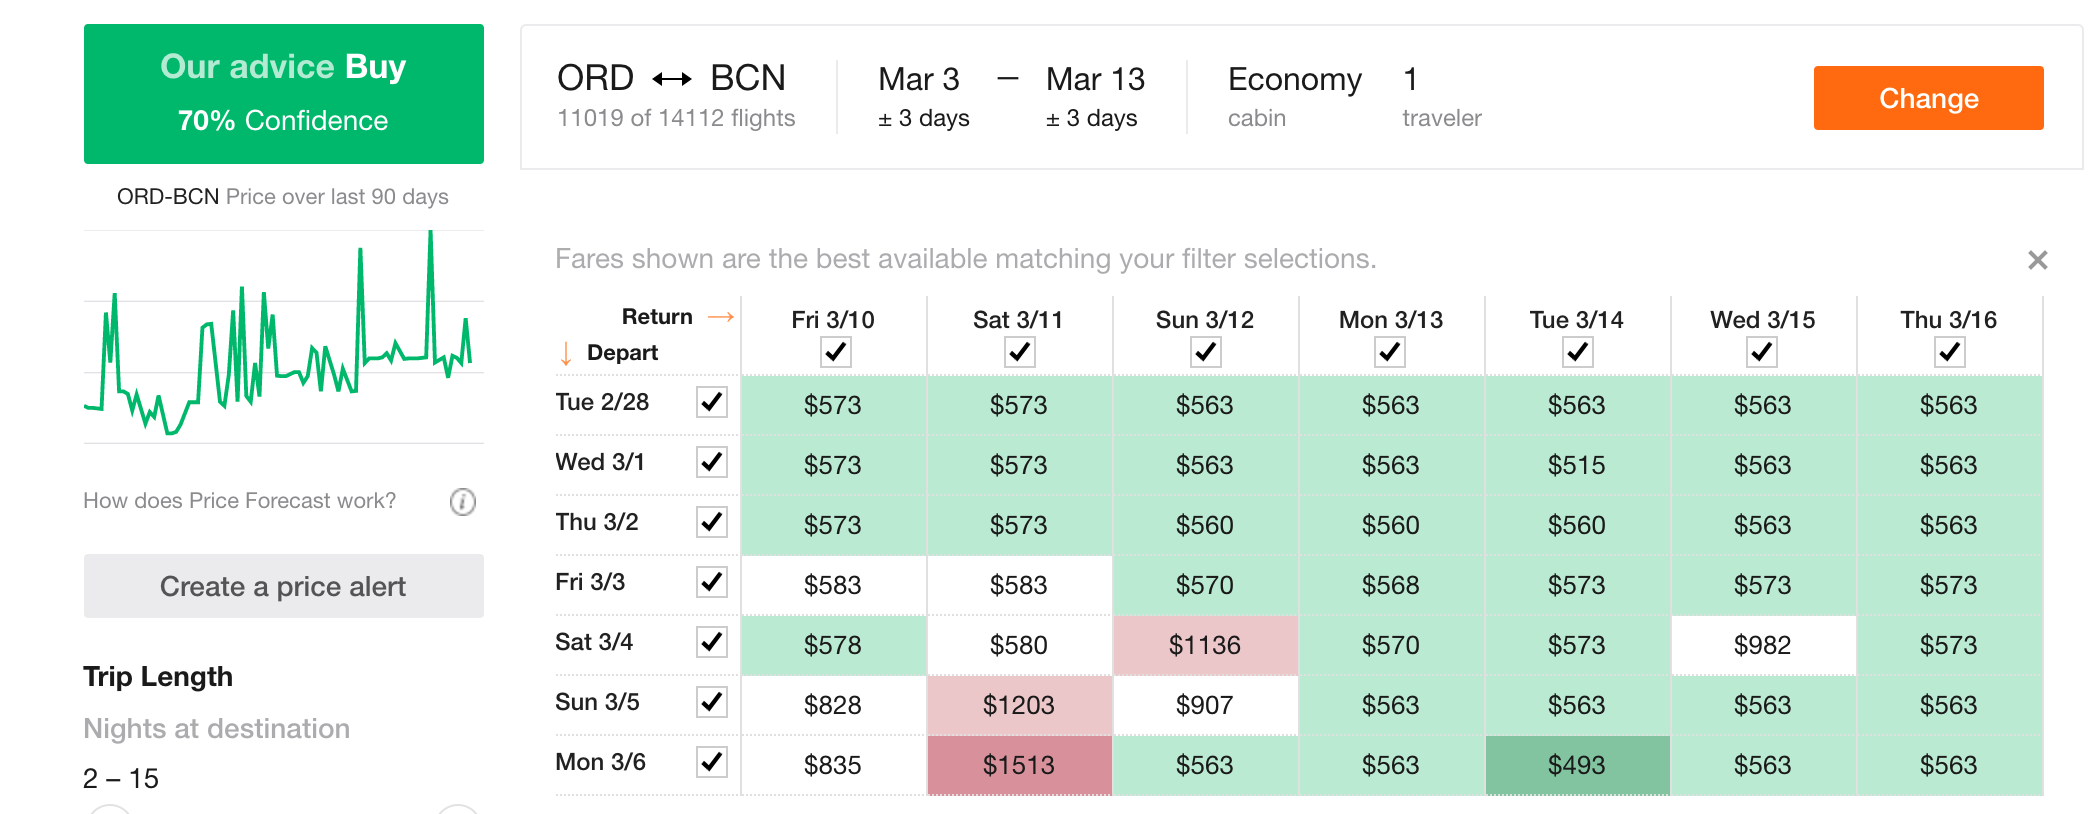 Our advice Buy
70% Confidence
ORD-BCN Price over last 90 days
How does Price Forecast work?
i
Create a price alert
Trip Length
Nights at destination
2 – 15
ORD ↔ BCN
11019 of 14112 flights
Mar 3 — Mar 13
± 3 days ± 3 days
Economy 1
cabin traveler
Change
Fares shown are the best available matching your filter selections.
Return → Fri 3/10 Sat 3/11 Sun 3/12 Mon 3/13 Tue 3/14 Wed 3/15 Thu 3/16
↓ Depart
Tue 2/28 $573 $573 $563 $563 $563 $563 $563
Wed 3/1 $573 $573 $563 $563 $515 $563 $563
Thu 3/2 $573 $573 $560 $560 $560 $563 $563
Fri 3/3 $583 $583 $570 $568 $573 $573 $573
Sat 3/4 $578 $580 $1136 $570 $573 $982 $573
Sun 3/5 $828 $1203 $907 $563 $563 $563 $563
Mon 3/6 $835 $1513 $563 $563 $493 $563 $563